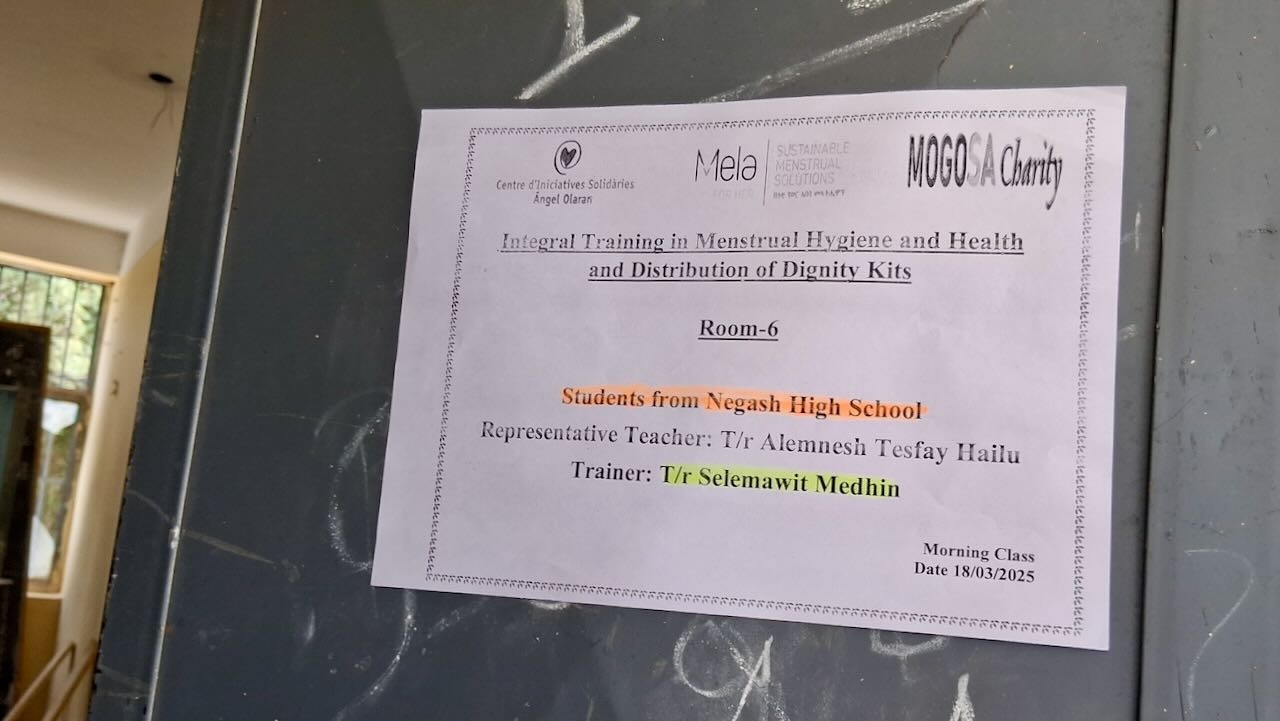 Centre d'Iniciatives Solidàries
Àngel Olaran
Mela
FOR HER
SUSTAINABLE
MENSTRUAL
SOLUTIONS
MOGOSA Charity
Integral Training in Menstrual Hygiene and Health
and Distribution of Dignity Kits
Room-6
Students from Negash High School
Representative Teacher: T/r Alemnesh Tesfay Hailu
Trainer: T/r Selemawit Medhin
Morning Class
Date 18/03/2025